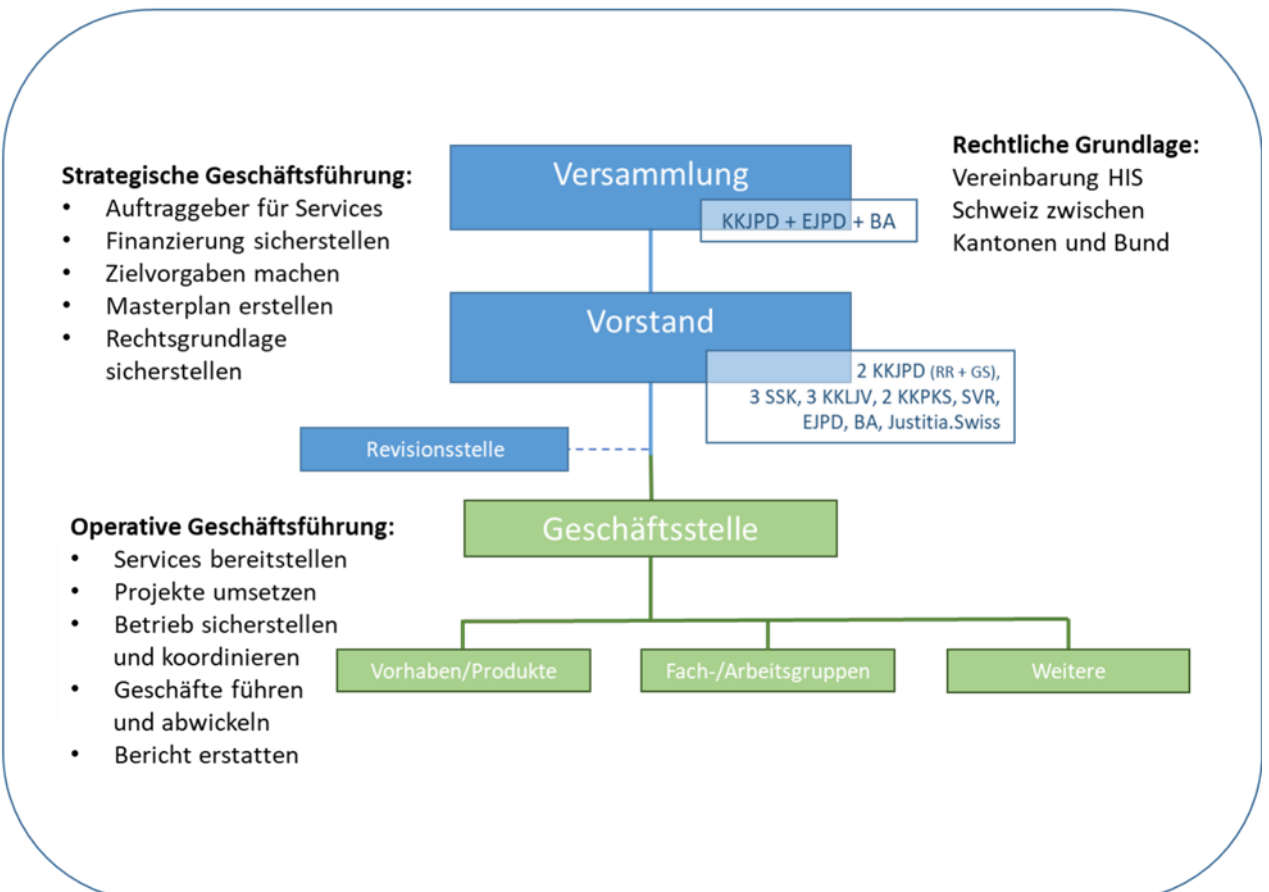 Strategische Geschäftsführung:
• Auftraggeber für Services
• Finanzierung sicherstellen
• Zielvorgaben machen
• Masterplan erstellen
• Rechtsgrundlage
sicherstellen
Versammlung
KKJPD + EJPD + BA
Rechtliche Grundlage:
Vereinbarung HIS
Schweiz zwischen
Kantonen und Bund
Vorstand
2 KKJPD (RR + GS),
3 SSK, 3 KKLJV, 2 KKPKS, SVR,
EJPD, BA, Justitia.Swiss
Revisionsstelle
Operative Geschäftsführung:
• Services bereitstellen
• Projekte umsetzen
• Betrieb sicherstellen
und koordinieren
• Geschäfte führen
und abwickeln
• Bericht erstatten
Geschäftsstelle
Vorhaben/Produkte
Fach-/Arbeitsgruppen
Weitere